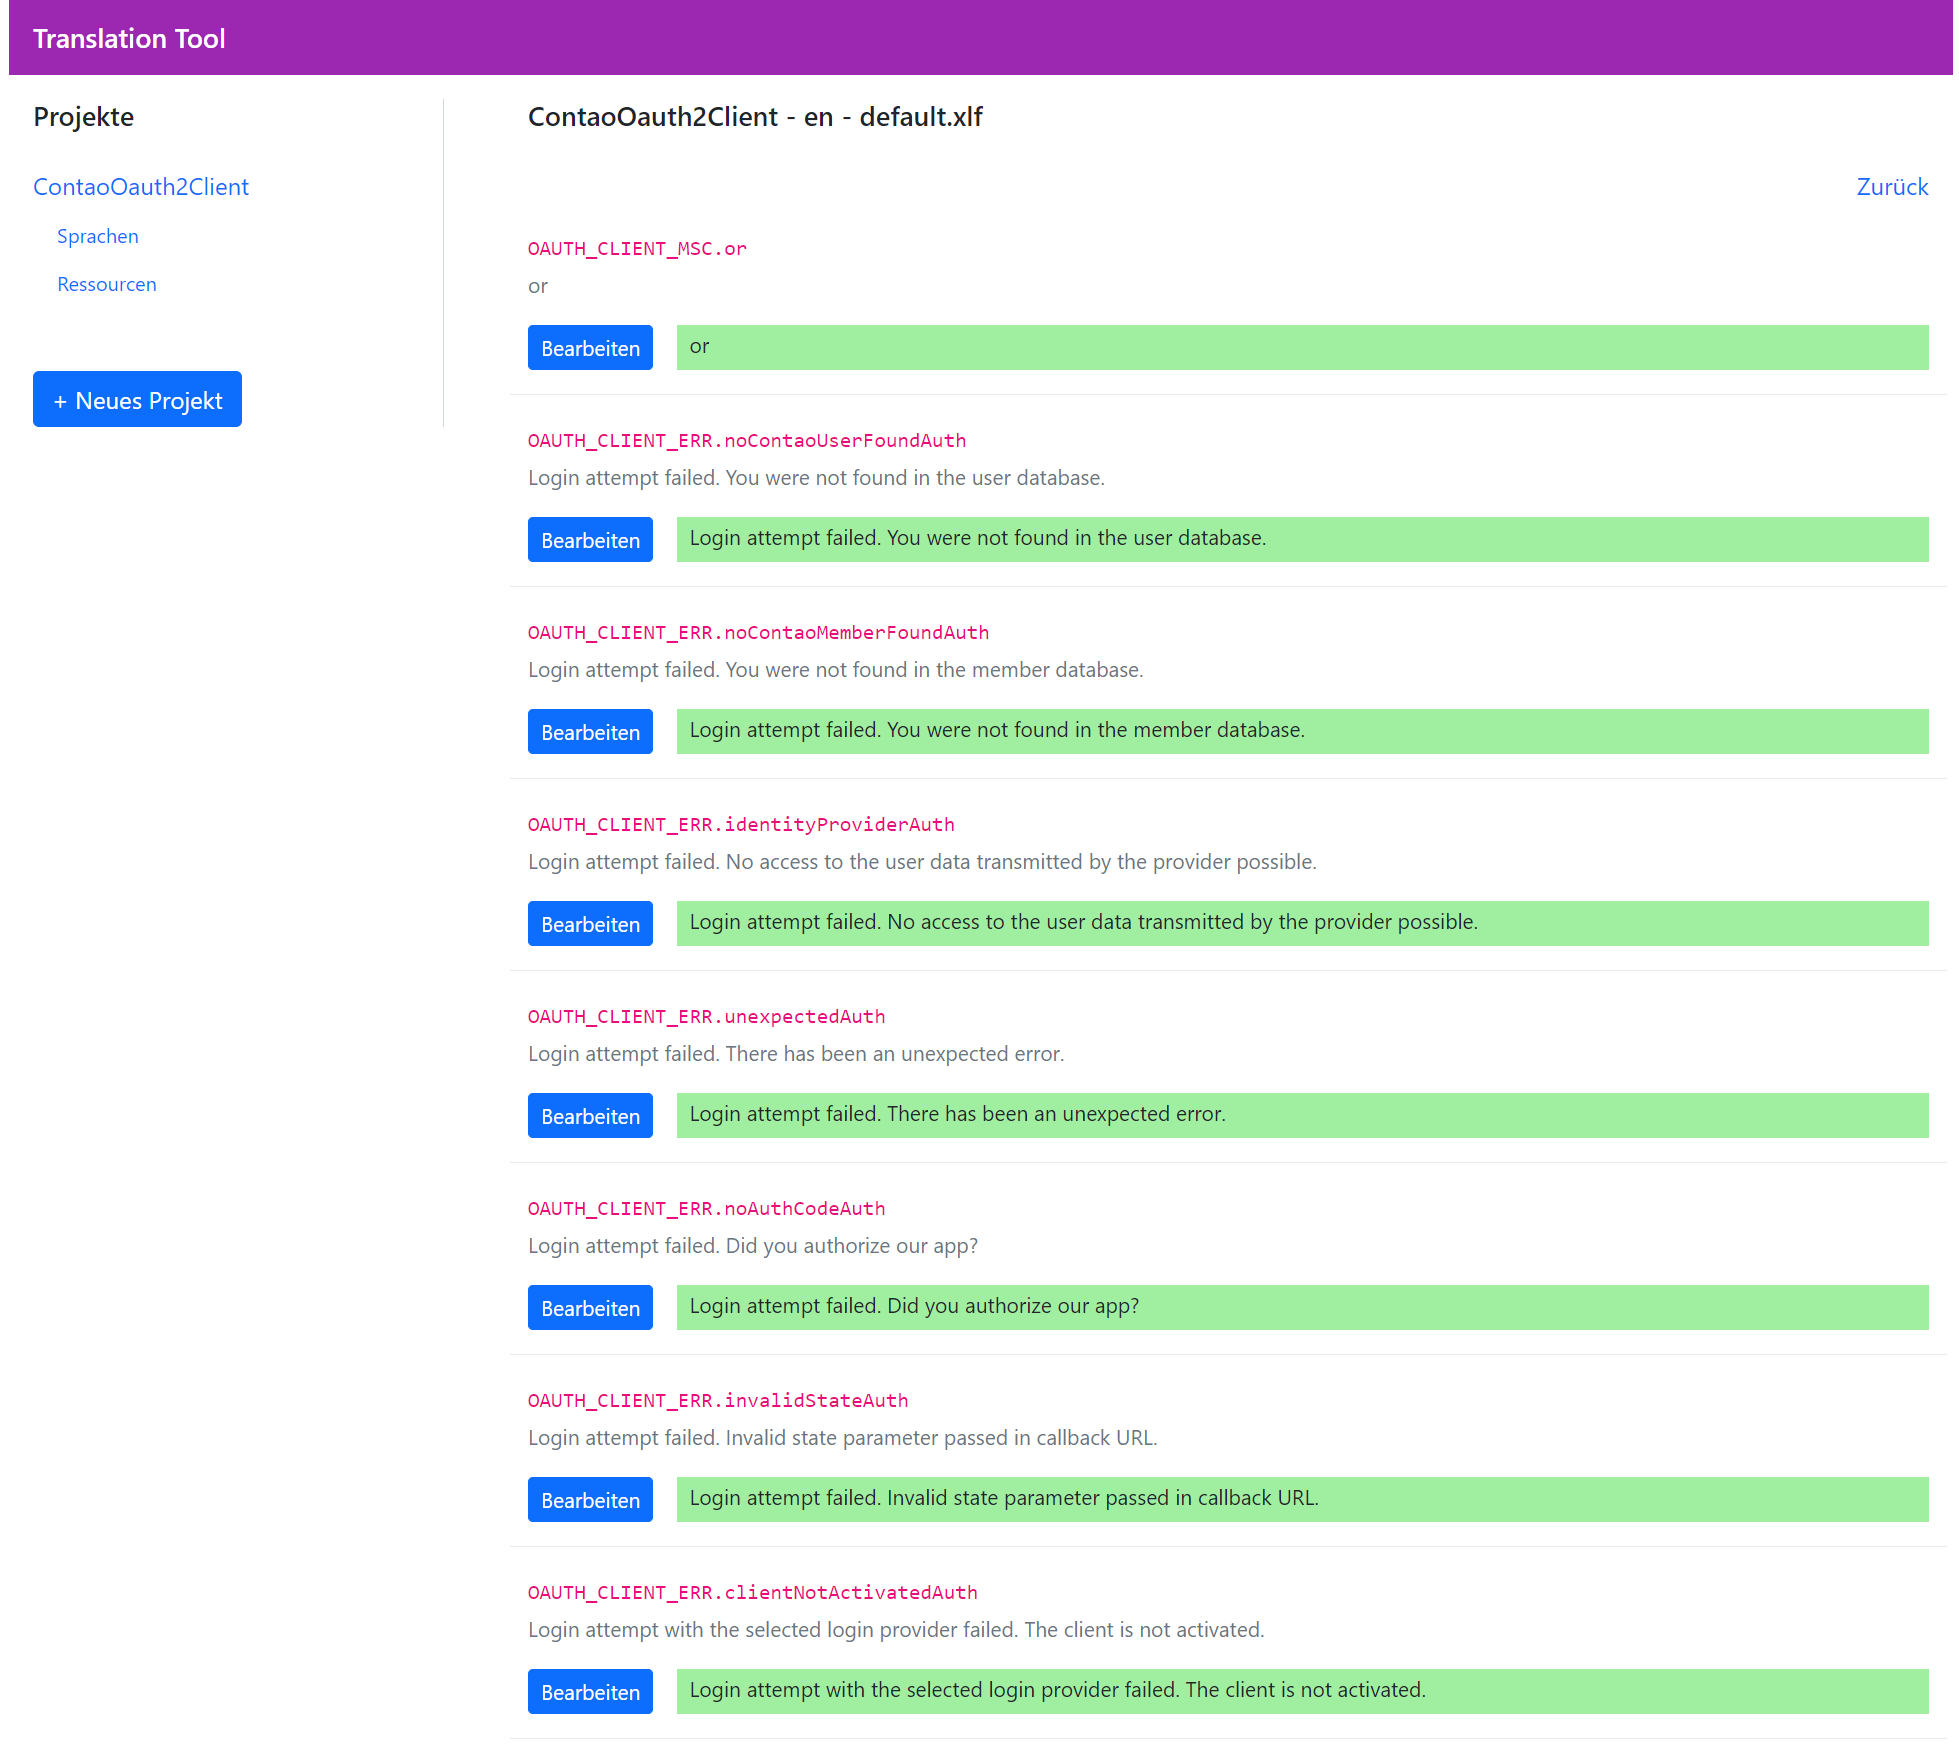 Translation Tool
Projekte
ContaoOauth2Client
Sprachen
Ressourcen
+ Neues Projekt
ContaoOauth2Client - en - default.xlf
Zurück
OAUTH_CLIENT_MSC.or
or
Bearbeiten or
OAUTH_CLIENT_ERR.noContaoUserFoundAuth
Login attempt failed. You were not found in the user database.
Bearbeiten Login attempt failed. You were not found in the user database.
OAUTH_CLIENT_ERR.noContaoMemberFoundAuth
Login attempt failed. You were not found in the member database.
Bearbeiten Login attempt failed. You were not found in the member database.
OAUTH_CLIENT_ERR.identityProviderAuth
Login attempt failed. No access to the user data transmitted by the provider possible.
Bearbeiten Login attempt failed. No access to the user data transmitted by the provider possible.
OAUTH_CLIENT_ERR.unexpectedAuth
Login attempt failed. There has been an unexpected error.
Bearbeiten Login attempt failed. There has been an unexpected error.
OAUTH_CLIENT_ERR.noAuthCodeAuth
Login attempt failed. Did you authorize our app?
Bearbeiten Login attempt failed. Did you authorize our app?
OAUTH_CLIENT_ERR.invalidStateAuth
Login attempt failed. Invalid state parameter passed in callback URL.
Bearbeiten Login attempt failed. Invalid state parameter passed in callback URL.
OAUTH_CLIENT_ERR.clientNotActivatedAuth
Login attempt with the selected login provider failed. The client is not activated.
Bearbeiten Login attempt with the selected login provider failed. The client is not activated.